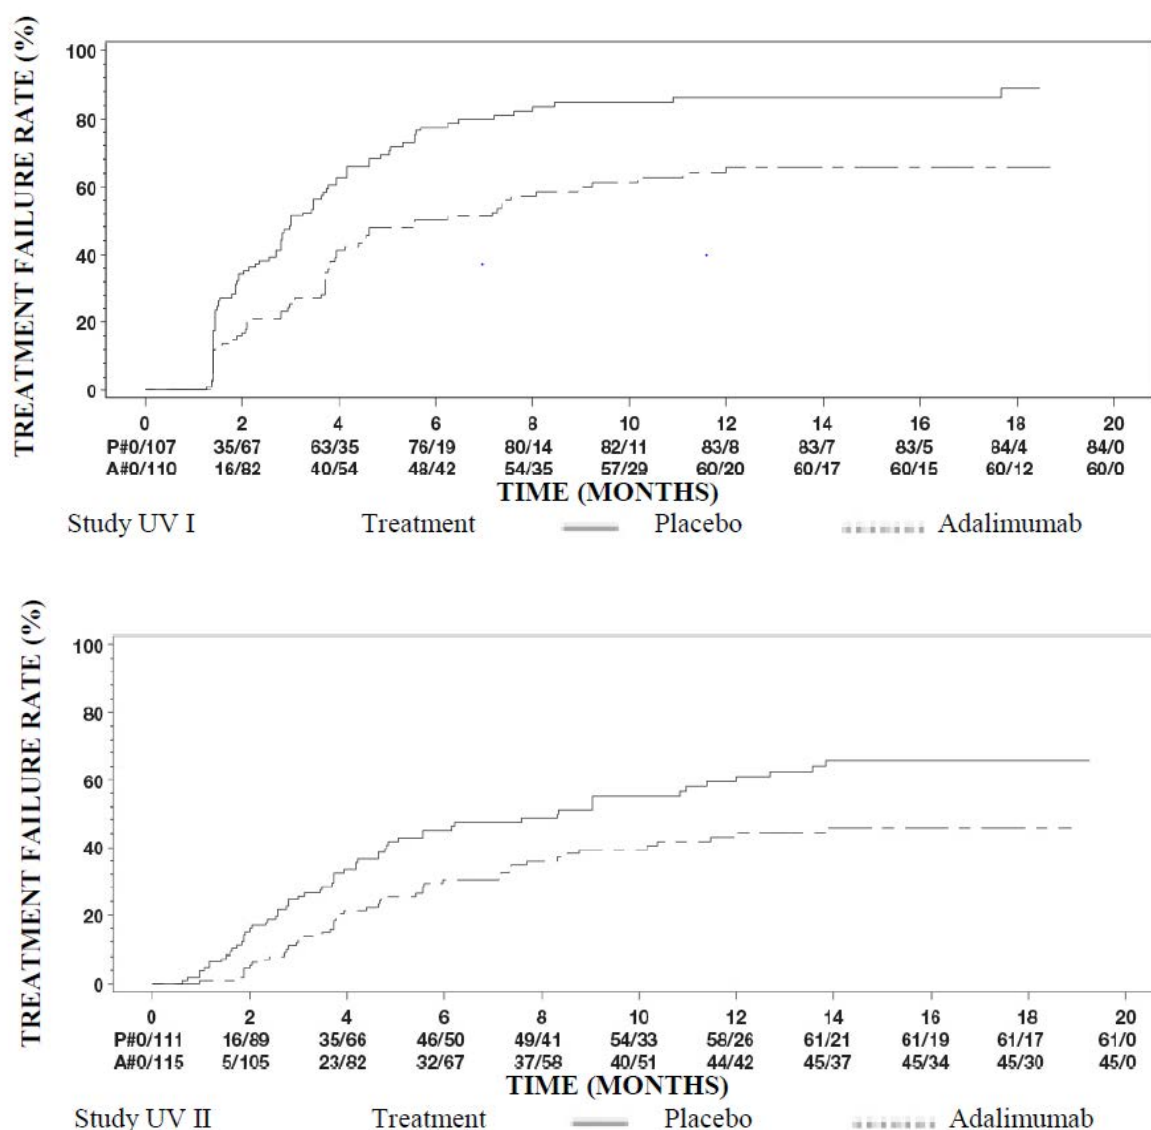 TREATMENT FAILURE RATE (%)
100
80
60
40
20
0
0 2 4 6 8 10 12 14 16 18 20
P#0/107 35/67 63/35 76/19 80/14 82/11 83/8 83/7 83/5 84/4 84/0
A#0/110 16/82 40/54 48/42 54/35 57/29 60/20 60/17 60/15 60/12 60/0
TIME (MONTHS)
Study UV I Treatment Placebo Adalimumab
TREATMENT FAILURE RATE (%)
100
80
60
40
20
0
0 2 4 6 8 10 12 14 16 18 20
P#0/111 16/89 35/66 46/50 49/41 54/33 58/26 61/21 61/19 61/17 61/0
A#0/115 5/105 23/82 32/67 37/58 40/51 44/42 45/37 45/34 45/30 45/0
TIME (MONTHS)
Study UV II Treatment Placebo Adalimumab